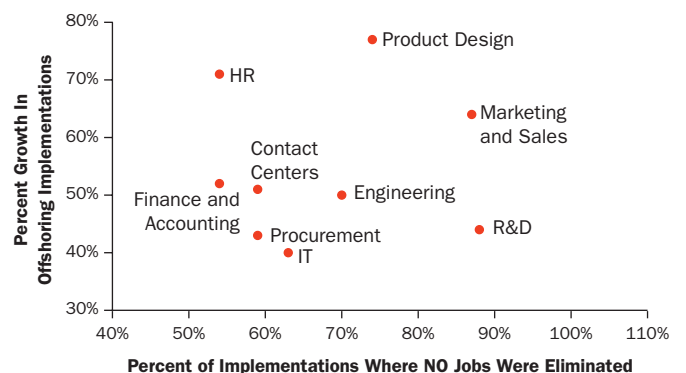 80%
Product Design
70%
HR
Marketing
and Sales
60%
Contact
Centers
50%
Engineering
Finance and
Accounting
Procurement
R&D
40%
IT
30%
40%
50%
60%
70%
80%
90%
100%
110%
Percent Growth In
Offshoring Implementations
Percent of Implementations Where NO Jobs Were Eliminated